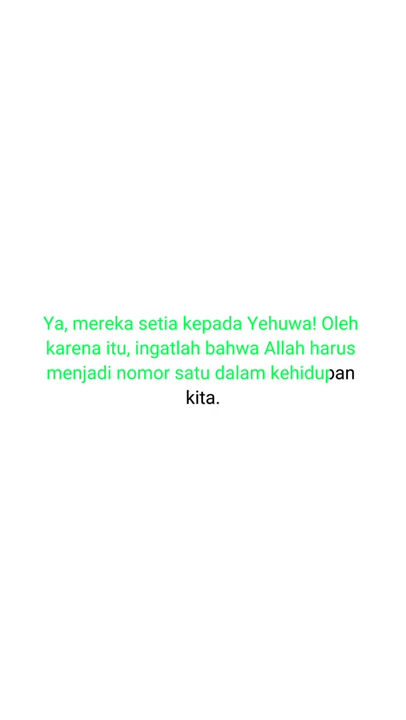 Ya, mereka setia kepada Yehuwa! Oleh
karena itu, ingatlah bahwa Allah harus
menjadi nomor satu dalam kehidupan
kita.